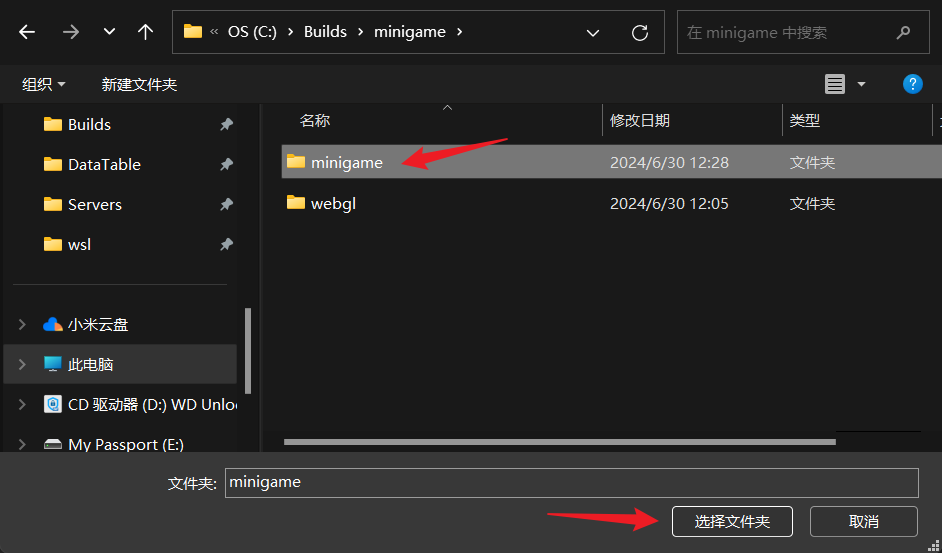 « OS (C:) › Builds › minigame ›
在 minigame 中搜索
组织
新建文件夹
Builds
DataTable
Servers
wsl
小米云盘
此电脑
CD 驱动器 (D:) WD Unlo
My Passport (E:)
名称 修改日期 类型
minigame 2024/6/30 12:28 文件夹
webgl 2024/6/30 12:05 文件夹
文件夹: minigame
选择文件夹
取消